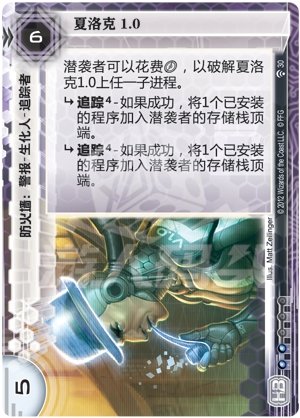 6
夏洛克 1.0
潜袭者可以花费，以破解夏洛
克1.0上任一子进程。
追踪4-如果成功，将1个已安装
的程序加入潜袭者的存储栈顶
端。
追踪4-如果成功，将1个已安装
的程序加入潜袭者的存储栈顶
端。
防火墙：警报-生化人-追踪者
30
© 2012 Wizards of the Coast LLC. © FFG
Illus. Matt Zeilinger
5
HB